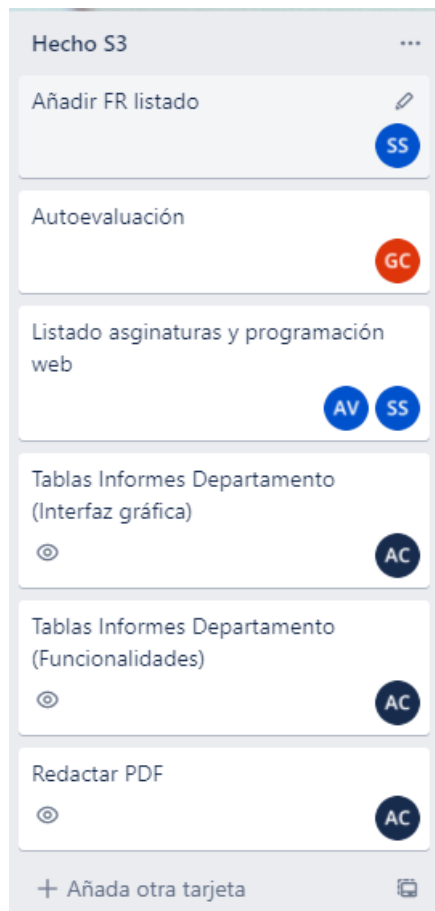 Hecho S3
Añadir FR listado
SS
Autoevaluación
GC
Listado asginaturas y programación
web
AV SS
Tablas Informes Departamento
(Interfaz gráfica)
AC
Tablas Informes Departamento
(Funcionalidades)
AC
Redactar PDF
AC
+ Añada otra tarjeta